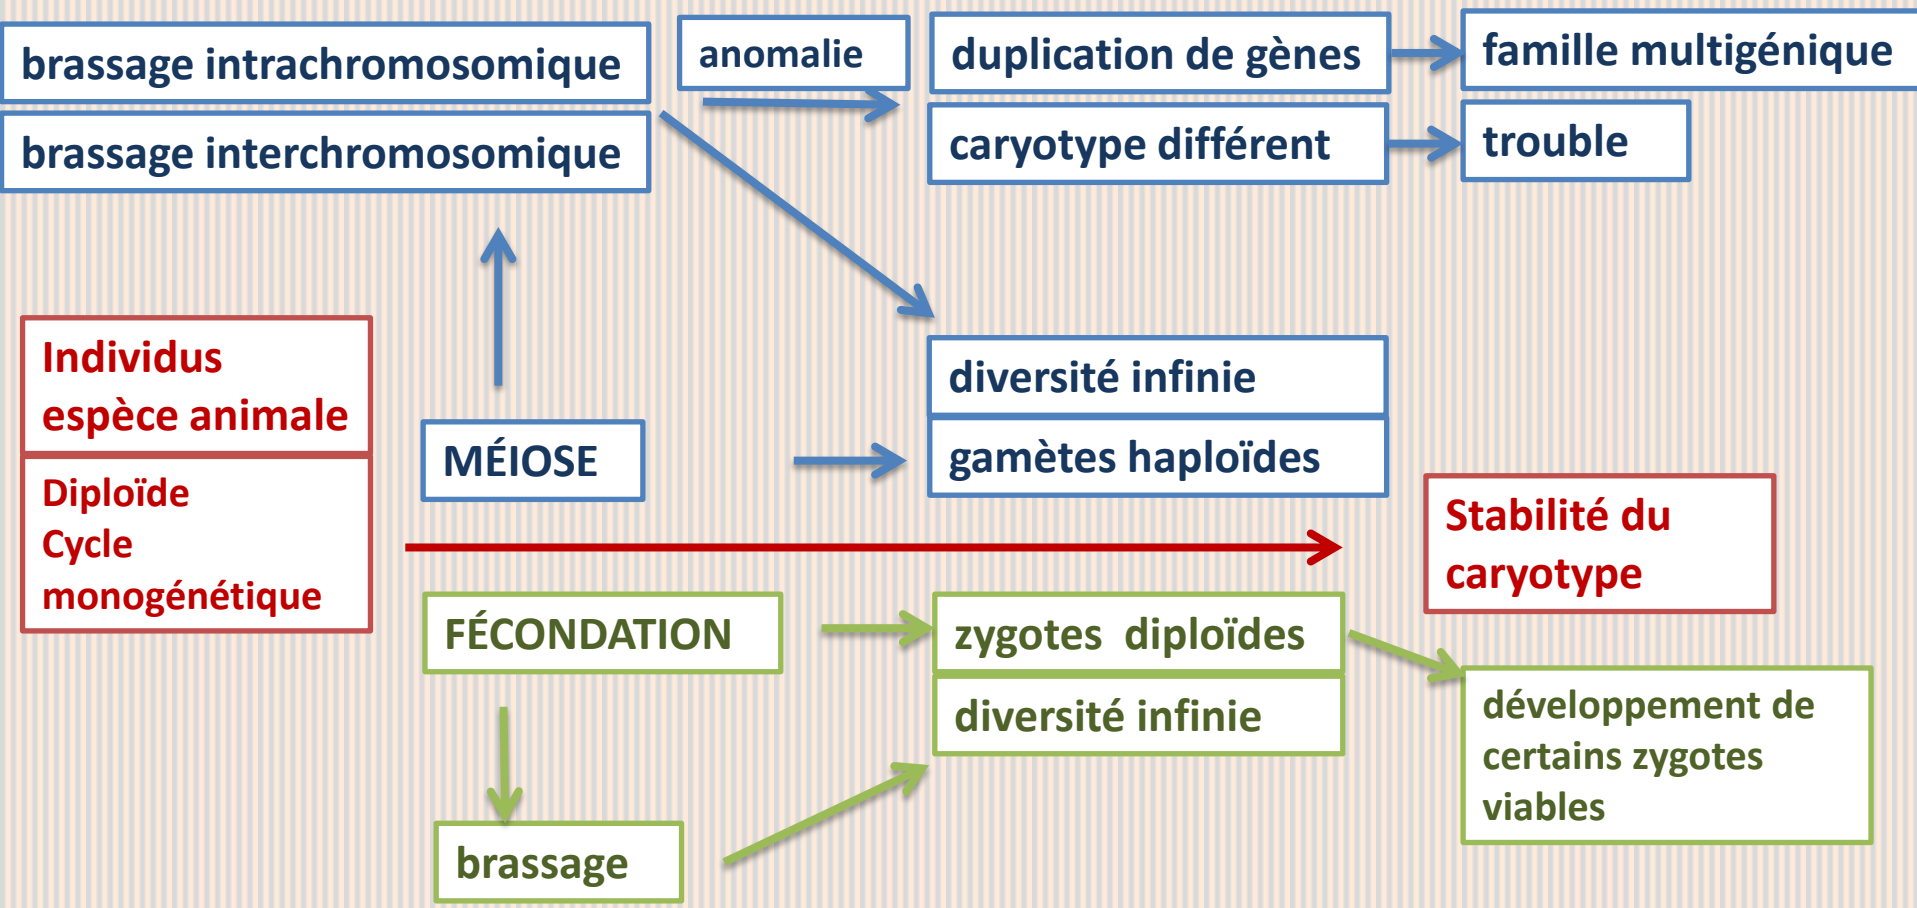 brassage intrachromosomique
brassage interchromosomique
anomalie
duplication de gènes
caryotype différent
famille multigénique
trouble
Individus
espèce animale
Diploïde
Cycle
monogénétique
MÉIOSE
diversité infinie
gamètes haploïdes
Stabilité du
caryotype
FÉCONDATION
zygotes diploïdes
diversité infinie
développement de
certains zygotes
viables
brassage